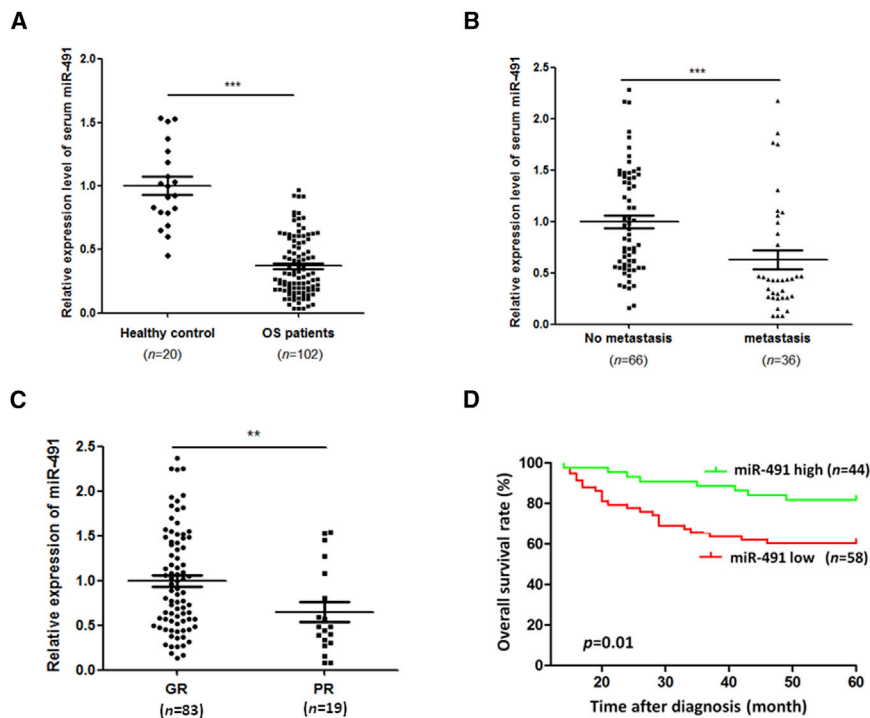 A
Relative expression level of serum miR-491
2.0
1.5
1.0
0.5
0.0
***
Healthy control
OS patients
(n=20)
(n=102)
B
Relative expression level of serum miR-491
2.5
2.0
1.5
1.0
0.5
0.0
***
No metastasis
metastasis
(n=66)
(n=36)
C
Relative expression of miR-491
2.5
2.0
1.5
1.0
0.5
0.0
**
GR
PR
(n=83)
(n=19)
D
Overall survival rate (%)
100
80
60
40
20
0
miR-491 high (n=44)
miR-491 low (n=58)
p=0.01
20
30
40
50
60
Time after diagnosis (month)